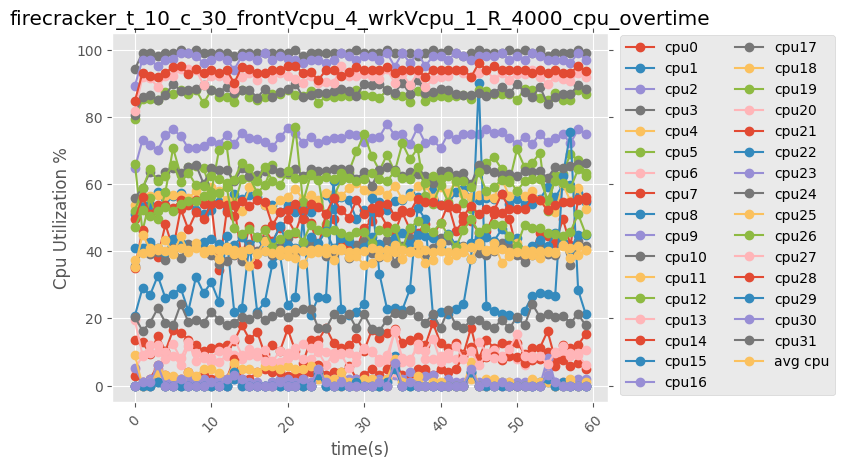 firecracker_t_10_c_30_frontVcpu_4_wrkVcpu_1_R_4000_cpu_overtime
Cpu Utilization %
100
80
60
40
20
0
0
10
20
30
40
50
60
time(s)
cpu0
cpu1
cpu2
cpu3
cpu4
cpu5
cpu6
cpu7
cpu8
cpu9
cpu10
cpu11
cpu12
cpu13
cpu14
cpu15
cpu16
cpu17
cpu18
cpu19
cpu20
cpu21
cpu22
cpu23
cpu24
cpu25
cpu26
cpu27
cpu28
cpu29
cpu30
cpu31
avg cpu